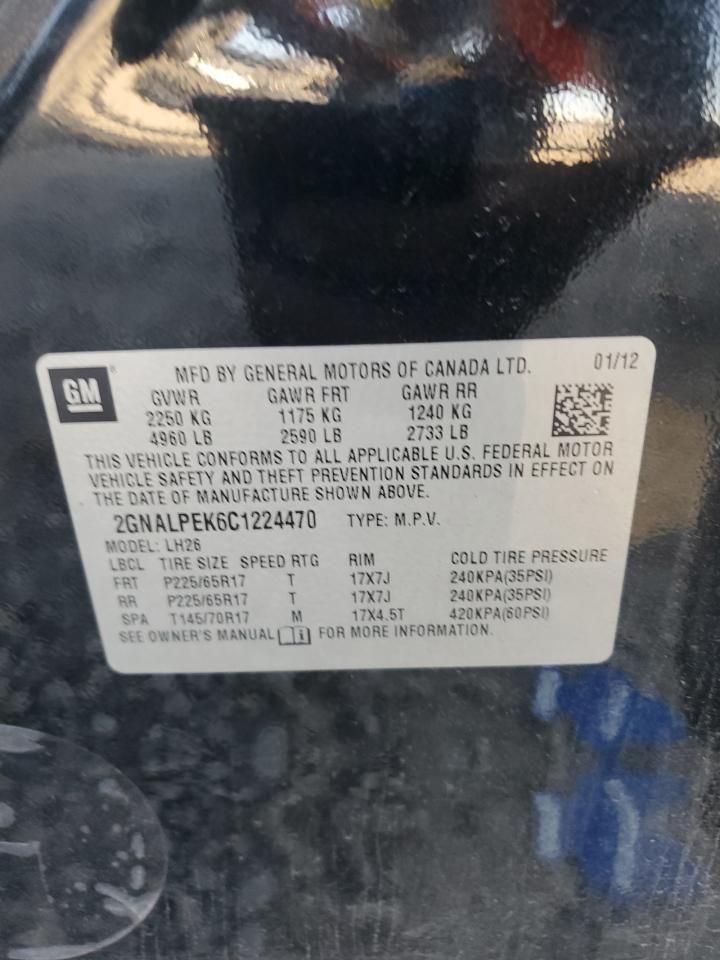 GM
MFD BY GENERAL MOTORS OF CANADA LTD. 01/12
GVWR GAWR FRT GAWR RR
2250 KG 1175 KG 1240 KG
4960 LB 2590 LB 2733 LB
THIS VEHICLE CONFORMS TO ALL APPLICABLE U.S. FEDERAL MOTOR
VEHICLE SAFETY AND THEFT PREVENTION STANDARDS IN EFFECT ON
THE DATE OF MANUFACTURE SHOWN ABOVE.
2GNALPEK6C1224470 TYPE: M.P.V.
MODEL: LH26
LBCL TIRE SIZE SPEED RTG RIM COLD TIRE PRESSURE
FRT P225/65R17 T 17X7J 240KPA(35PSI)
RR P225/65R17 T 17X7J 240KPA(35PSI)
SPA T145/70R17 M 17X4.5T 420KPA(60PSI)
SEE OWNER'S MANUAL FOR MORE INFORMATION.